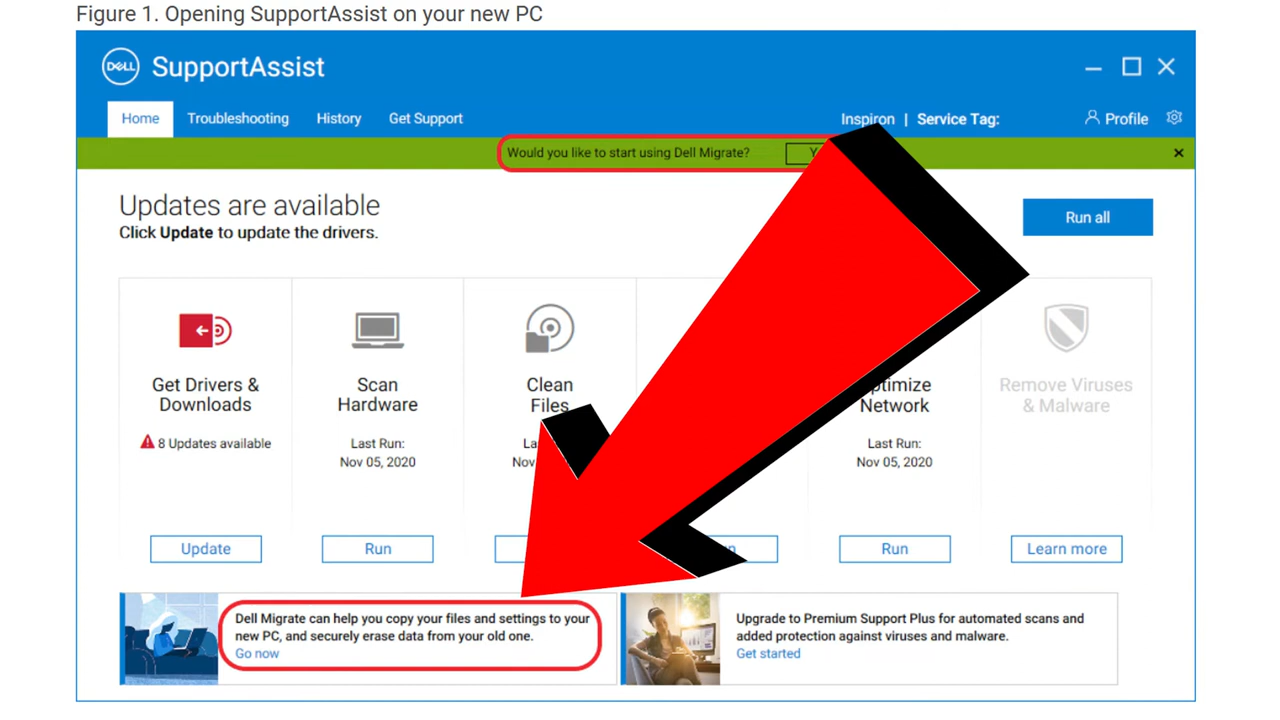 Figure 1. Opening SupportAssist on your new PC
DELL SupportAssist
Home Troubleshooting History Get Support Inspiron | Service Tag: Profile
Would you like to start using Dell Migrate?
Updates are available
Click Update to update the drivers.
Run all
Get Drivers &
Downloads
8 Updates available
Update
Scan
Hardware
Last Run:
Nov 05, 2020
Run
Clean
Files
Network
Last Run:
Nov 05, 2020
Run
Remove Viruses
& Malware
Learn more
Dell Migrate can help you copy your files and settings to your
new PC, and securely erase data from your old one.
Go now
Upgrade to Premium Support Plus for automated scans and
added protection against viruses and malware.
Get started